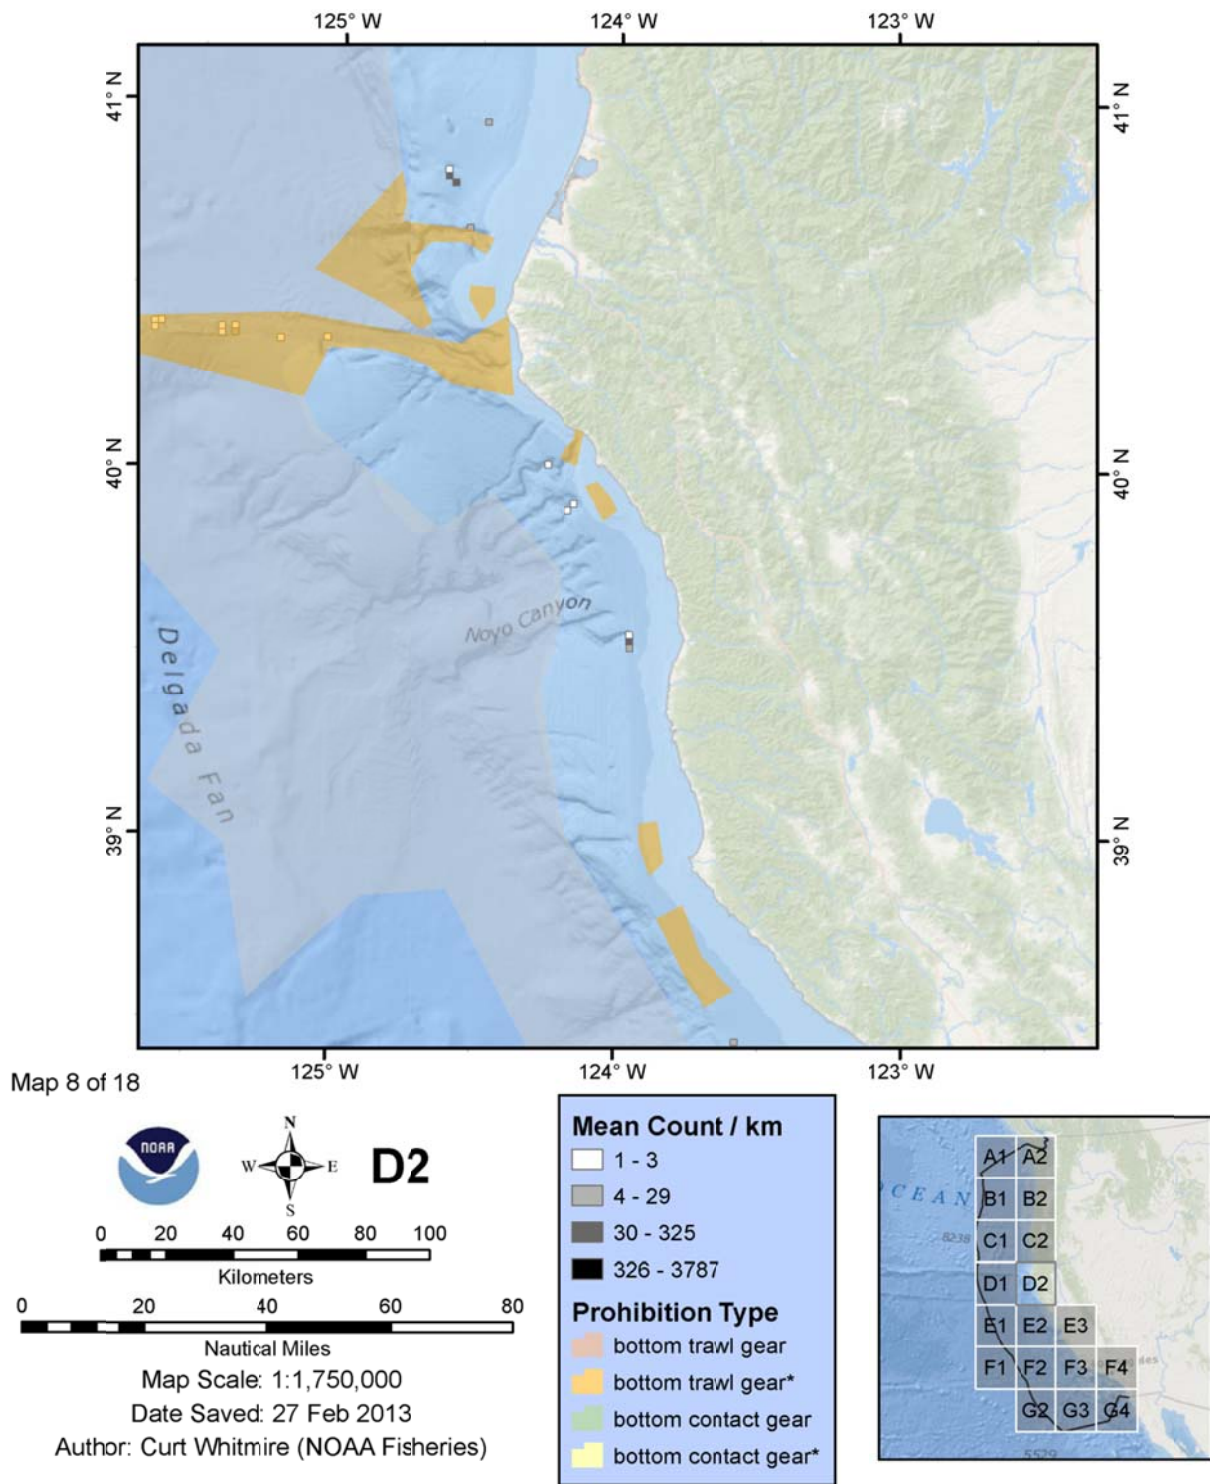 125° W 124° W 123° W
41° N 41° N
40° N 40° N
Noyo Canyon
Delgada Fan
39° N 39° N
125° W 124° W 123° W
Map 8 of 18
NOAA
N
W E
S
D2
0 20 40 60 80 100
Kilometers
0 20 40 60 80
Nautical Miles
Map Scale: 1:1,750,000
Date Saved: 27 Feb 2013
Author: Curt Whitmire (NOAA Fisheries)
Mean Count / km
1 - 3
4 - 29
30 - 325
326 - 3787
Prohibition Type
bottom trawl gear
bottom trawl gear*
bottom contact gear
bottom contact gear*
A1 A2
OCEAN B1 B2
8238 C1 C2
D1 D2
E1 E2 E3
F1 F2 F3 F4
G2 G3 G4
5529